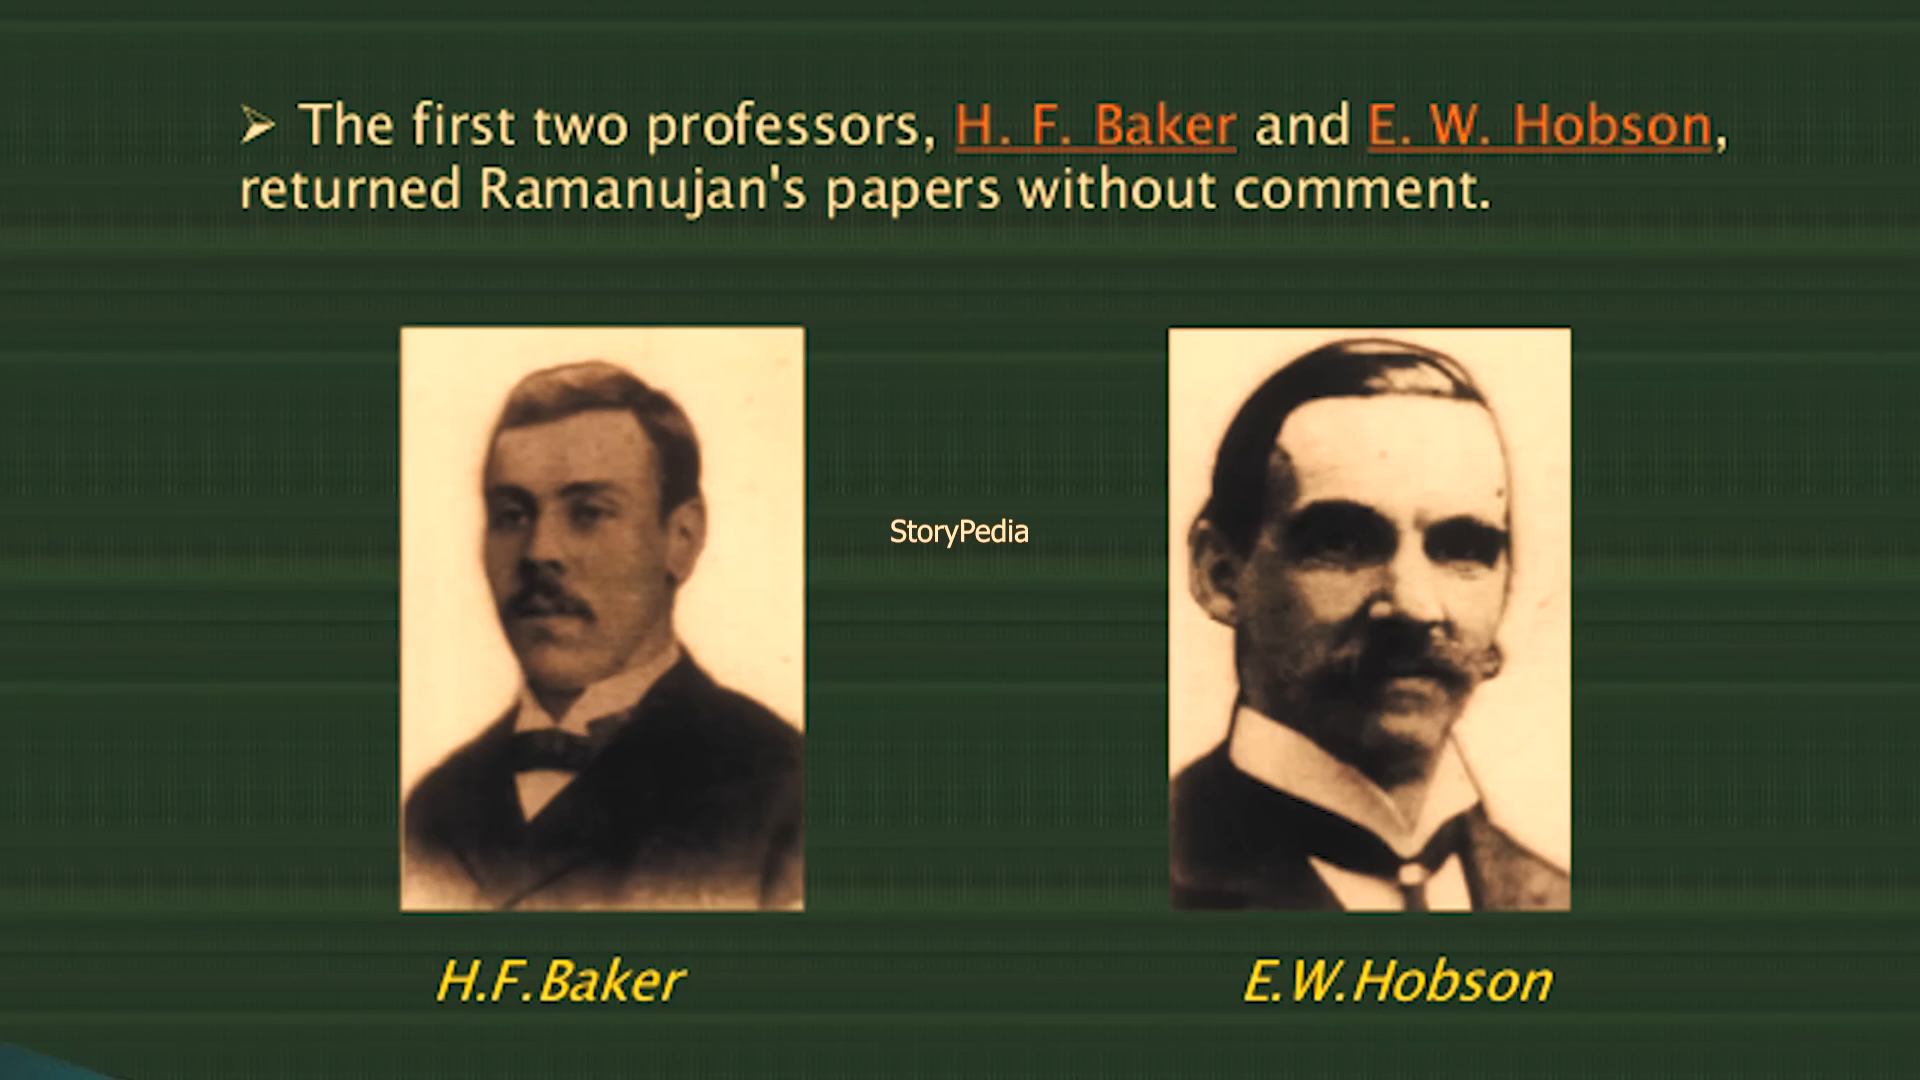 ➢ The first two professors, H. F. Baker and E. W. Hobson,
returned Ramanujan's papers without comment.
StoryPedia
H.F.Baker
E.W.Hobson